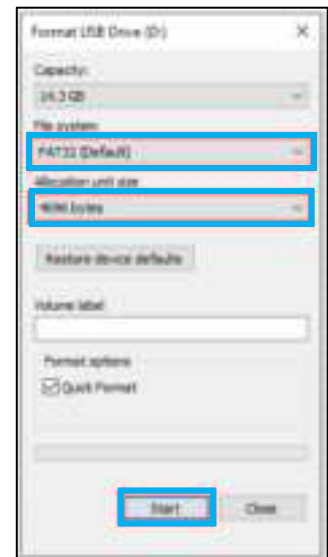 Format USB Drive (D:)
Capacity:
File system
FAT32 (Default)
Allocation unit size
4096 bytes
Restore device defaults
Volume label
Format options
Quick Format
Start
Close